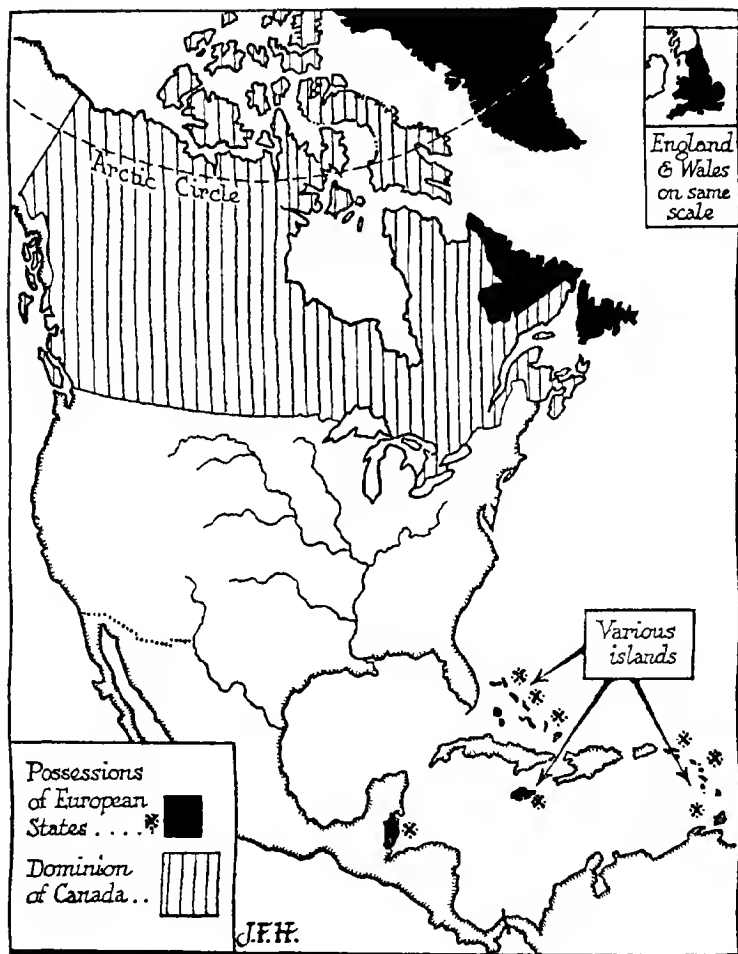 Arctic Circle
England
& Wales
on same
scale
Various
islands
Possessions
of European
States....*
Dominion
of Canada..
J.F.H.